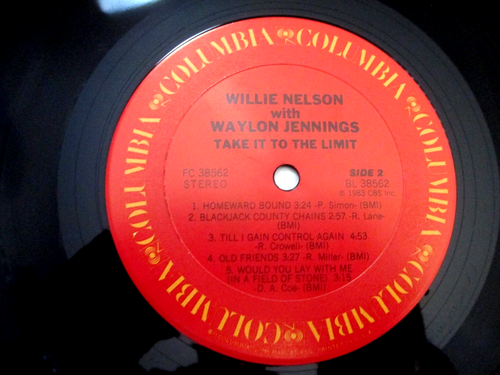 COLUMBIA COLUMBIA COLUMBIA COLUMBIA COLUMBIA COLUMBIA
WILLIE NELSON
with
WAYLON JENNINGS
TAKE IT TO THE LIMIT
FC 38562
STEREO
SIDE 2
BL 38562
℗ 1983 CBS Inc.
1. HOMEWARD BOUND 3:24 -P. Simon- (BMI)
2. BLACKJACK COUNTY CHAINS 2:57 -R. Lane-
(BMI)
3. TILL I GAIN CONTROL AGAIN 4:53
-R. Crowell- (BMI)
4. OLD FRIENDS 3:27 -R. Miller- (BMI)
5. WOULD YOU LAY WITH ME
(IN A FIELD OF STONE) 3:15
-D. A. Coe- (BMI)